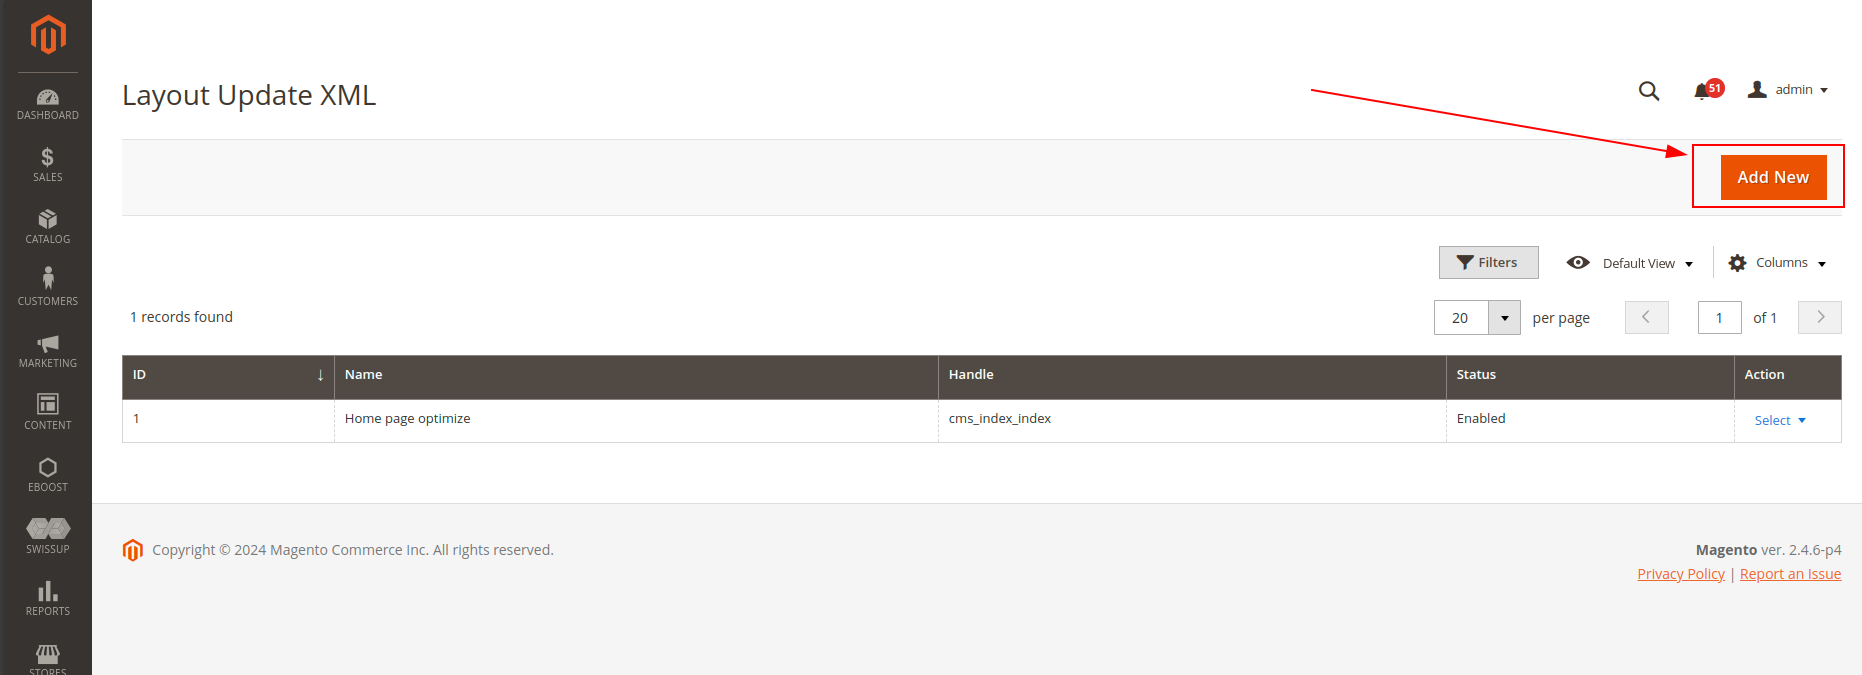 Layout Update XML
51
admin
Add New
DASHBOARD
SALES
CATALOG
CUSTOMERS
MARKETING
CONTENT
EBOOST
SWISSUP
REPORTS
STORES
Filters
Default View
Columns
1 records found
20
per page
1
of 1
ID ↓ Name Handle Status Action
1 Home page optimize cms_index_index Enabled Select
Copyright © 2024 Magento Commerce Inc. All rights reserved.
Magento ver. 2.4.6-p4
Privacy Policy | Report an Issue